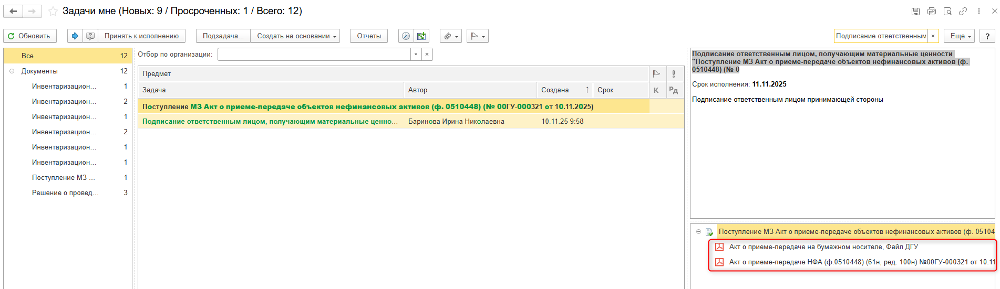 Задачи мне (Новых: 9 / Просроченных: 1 / Всего: 12)
Обновить
Принять к исполнению
Подзадача...
Создать на основании
Отчеты
Подписание ответственным
×
Еще
?
Все 12
Документы 12
Инвентаризацион... 1
Инвентаризацион... 2
Инвентаризацион... 1
Инвентаризацион... 2
Инвентаризацион... 1
Инвентаризацион... 1
Поступление МЗ ... 1
Решение о провед... 3
Отбор по организации:
Предмет
Задача Автор Создана ↑ Срок К Рд
Поступление МЗ Акт о приеме-передаче объектов нефинансовых активов (ф. 0510448) (№ 00ГУ-000321 от 10.11.2025)
Подписание ответственным лицом, получающим материальные ценно... Баринова Ирина Николаевна 10.11.25 9:58
Подписание ответственным лицом, получающим материальные ценности
"Поступление МЗ Акт о приеме-передаче объектов нефинансовых активов (ф.
0510448) (№ 0
Срок исполнения: 11.11.2025
Подписание ответственным лицом принимающей стороны
Поступление МЗ Акт о приеме-передаче объектов нефинансовых активов (ф. 05104
Акт о приеме-передаче на бумажном носителе, Файл ДГУ
Акт о приеме-передаче НФА (ф.0510448) (61н, ред. 100н) №00ГУ-000321 от 10.11